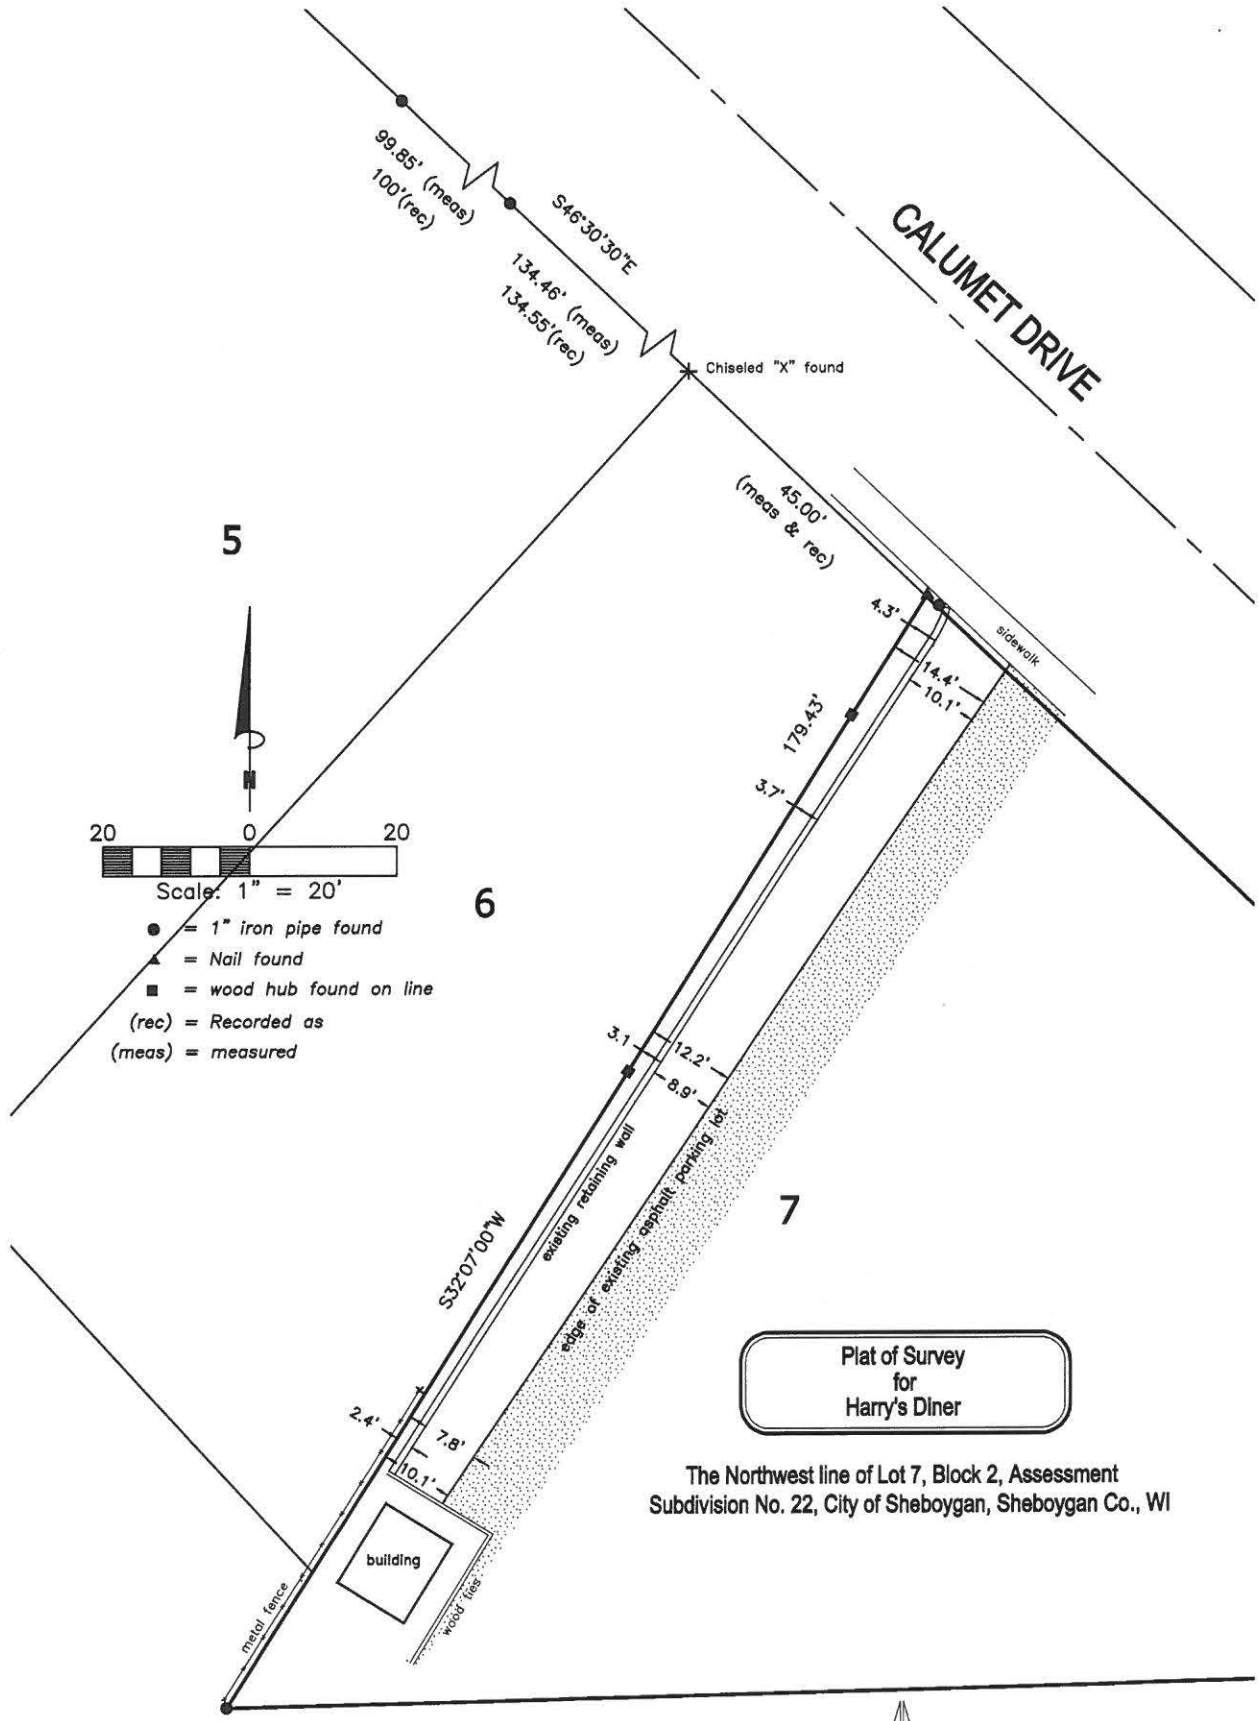 99.85' (meas)
100'(rec)
S46°30'30"E
134.46' (meas)
134.55'(rec)
CALUMET DRIVE
Chiseled "X" found
45.00'
(meas & rec)
5
4.3'
sidewalk
14.4'
10.1'
179.43'
3.7'
N
20 0 20
Scale: 1" = 20'
6
= 1" iron pipe found
= Nail found
= wood hub found on line
(rec) = Recorded as
(meas) = measured
3.1
12.2'
8.9'
existing retaining wall
edge of existing asphalt parking lot
7
S32°07'00"W
Plat of Survey
for
Harry's Diner
2.4'
7.8'
10.1'
The Northwest line of Lot 7, Block 2, Assessment
Subdivision No. 22, City of Sheboygan, Sheboygan Co., WI
building
metal fence
wood ties